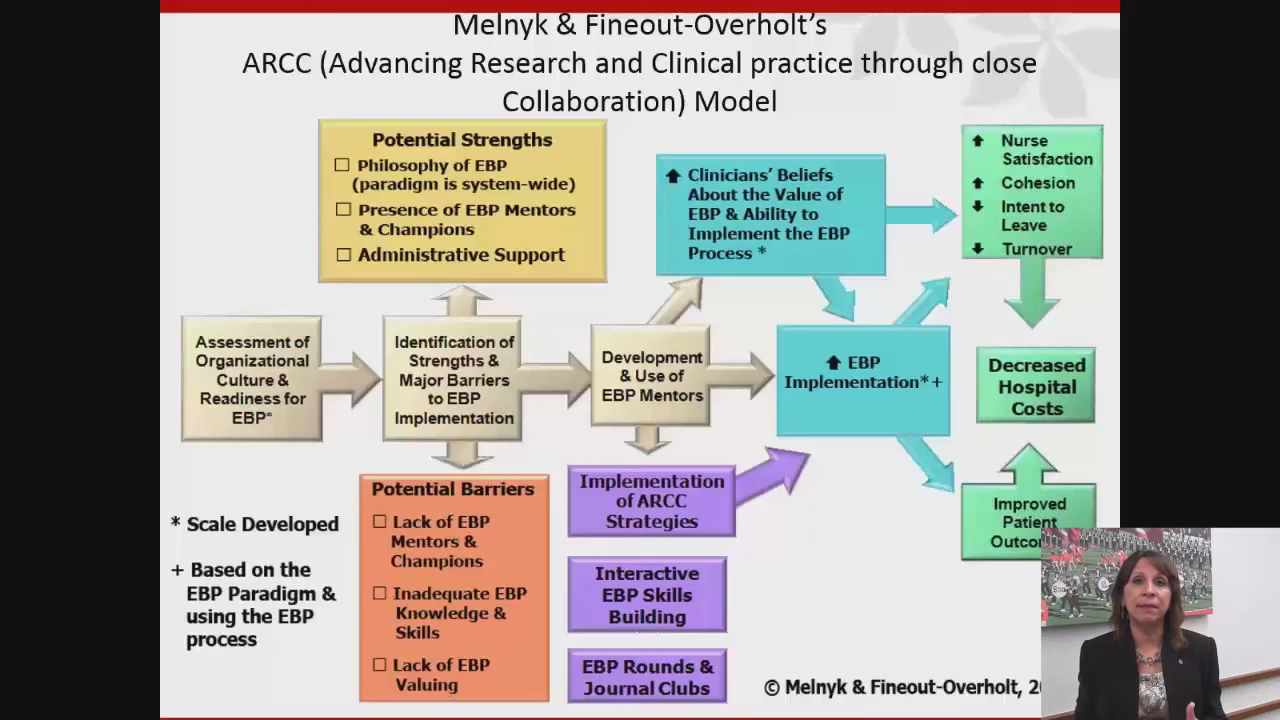 Melnyk & Fineout-Overholt's
ARCC (Advancing Research and Clinical practice through close
Collaboration) Model
Potential Strengths
☐ Philosophy of EBP
(paradigm is system-wide)
☐ Presence of EBP Mentors
& Champions
☐ Administrative Support
🡅 Clinicians' Beliefs
About the Value of
EBP & Ability to
Implement the EBP
Process *
🡅 Nurse
Satisfaction
🡅 Cohesion
🡇 Intent to
Leave
🡇 Turnover
Assessment of
Organizational
Culture &
Readiness for
EBP*
Identification of
Strengths &
Major Barriers
to EBP
Implementation
Development
& Use of
EBP Mentors
🡅 EBP
Implementation*+
Decreased
Hospital
Costs
Improved
Patient
Potential Barriers
☐ Lack of EBP
Mentors &
Champions
☐ Inadequate EBP
Knowledge &
Skills
☐ Lack of EBP
Valuing
Implementation
of ARCC
Strategies
Interactive
EBP Skills
Building
EBP Rounds &
Journal Clubs
* Scale Developed
+ Based on the
EBP Paradigm &
using the EBP
process
© Melnyk & Fineout-Overholt,